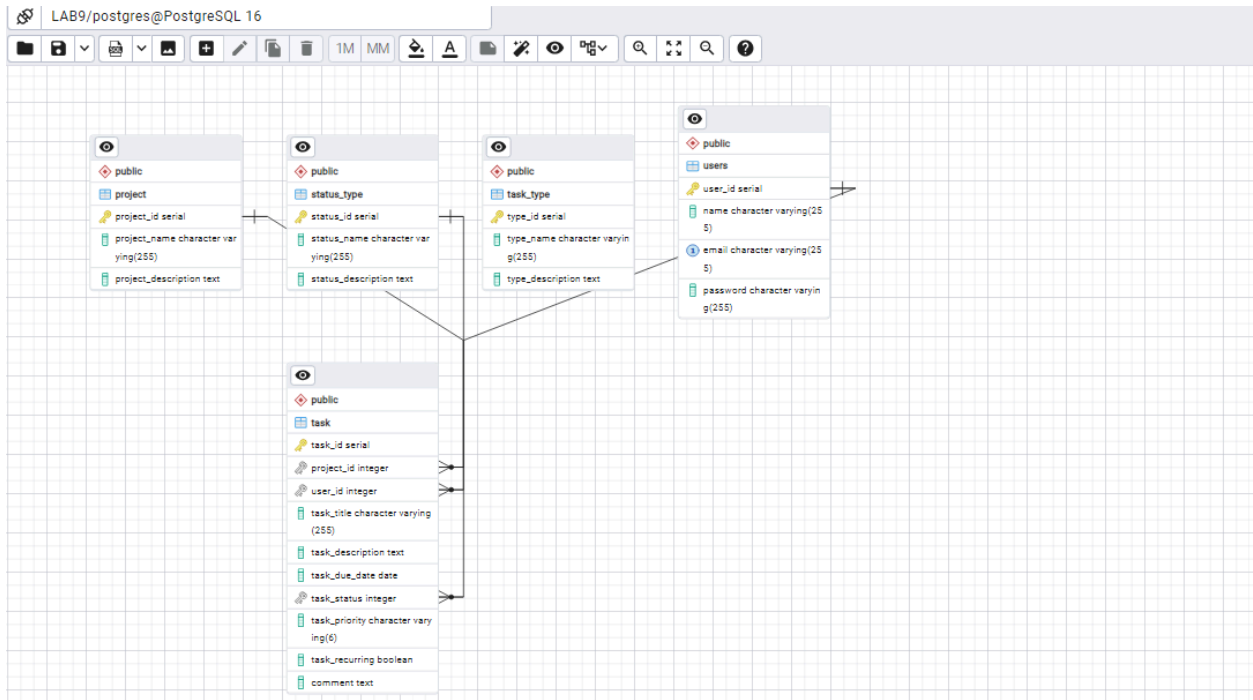 LAB9/postgres@PostgreSQL 16
SQL
1M MM
A
public
project
project_id serial
project_name character var
ying(255)
project_description text
public
status_type
status_id serial
status_name character var
ying(255)
status_description text
public
task_type
type_id serial
type_name character varyin
g(255)
type_description text
public
users
user_id serial
name character varying(25
5)
1 email character varying(25
5)
password character varyin
g(255)
public
task
task_id serial
project_id integer
user_id integer
task_title character varying
(255)
task_description text
task_due_date date
task_status integer
task_priority character vary
ing(6)
task_recurring boolean
comment text